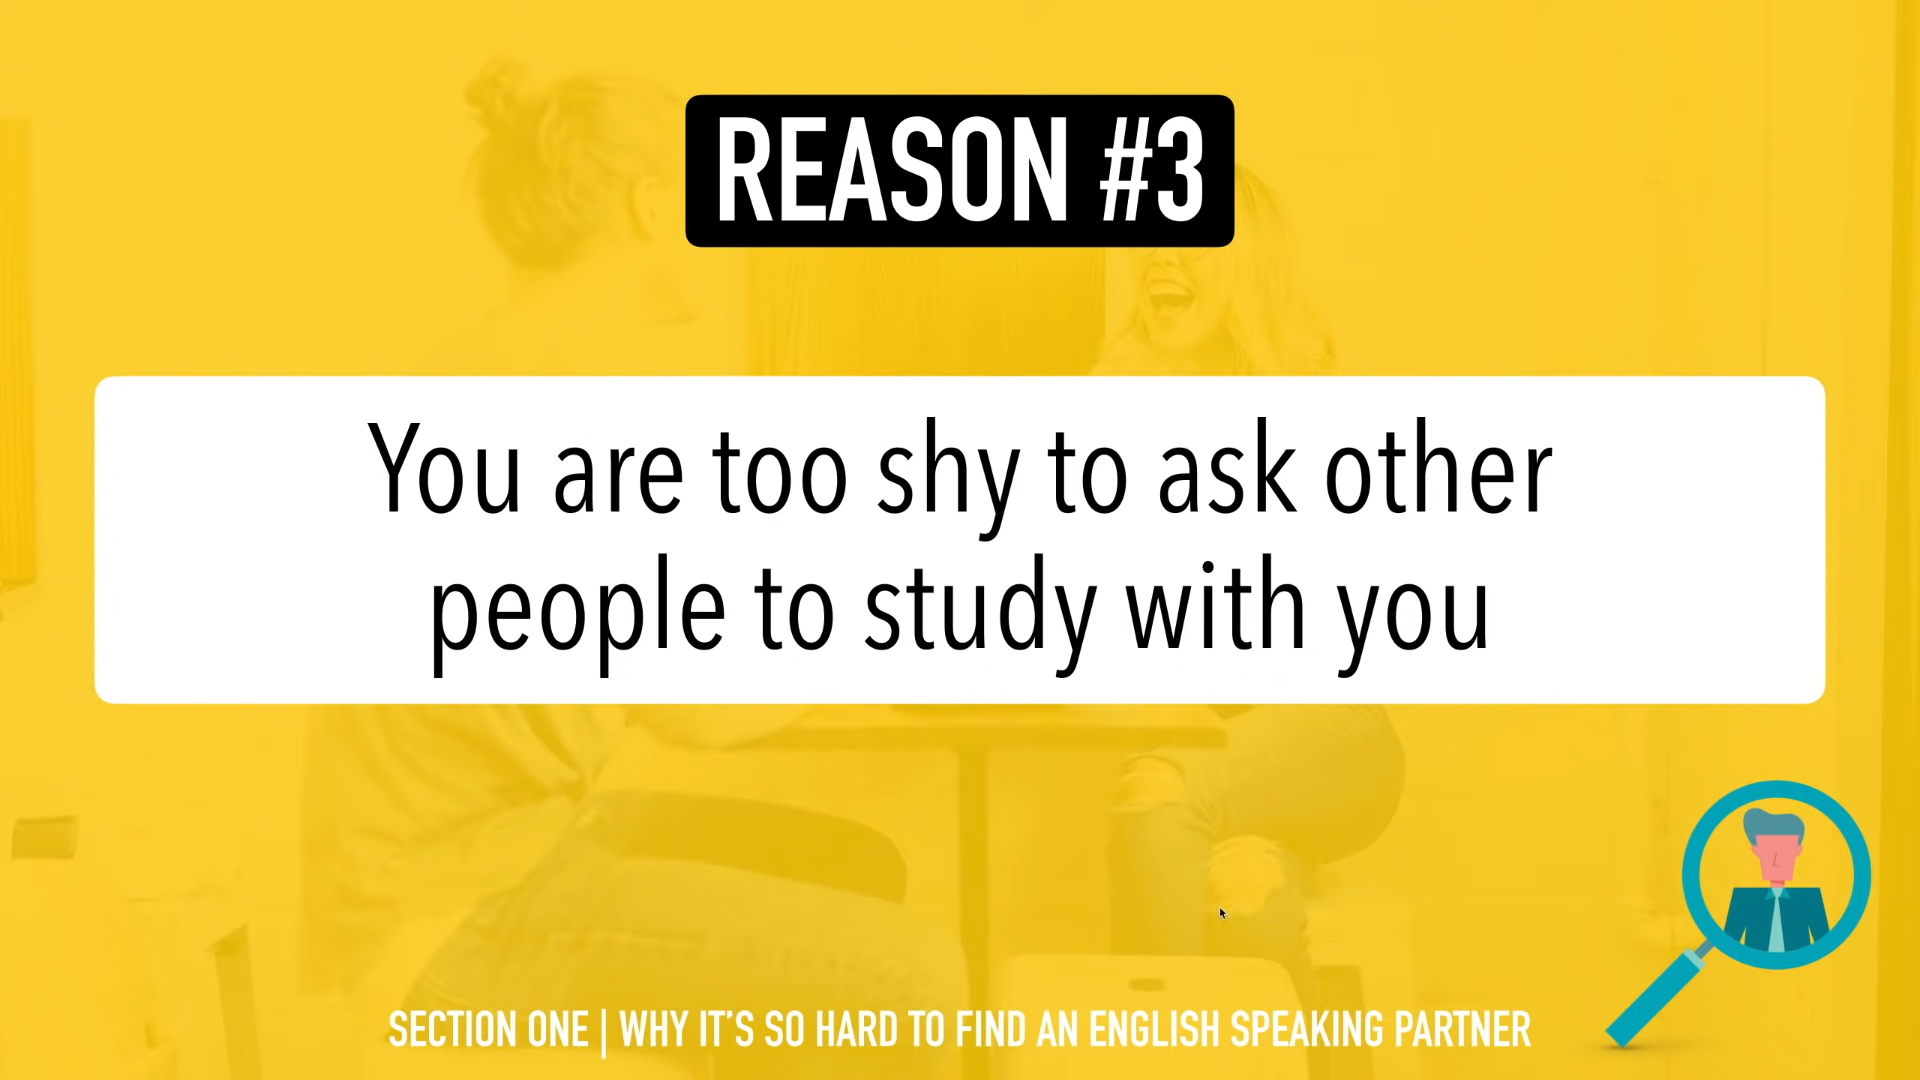 REASON #3
You are too shy to ask other
people to study with you
SECTION ONE | WHY IT'S SO HARD TO FIND AN ENGLISH SPEAKING PARTNER